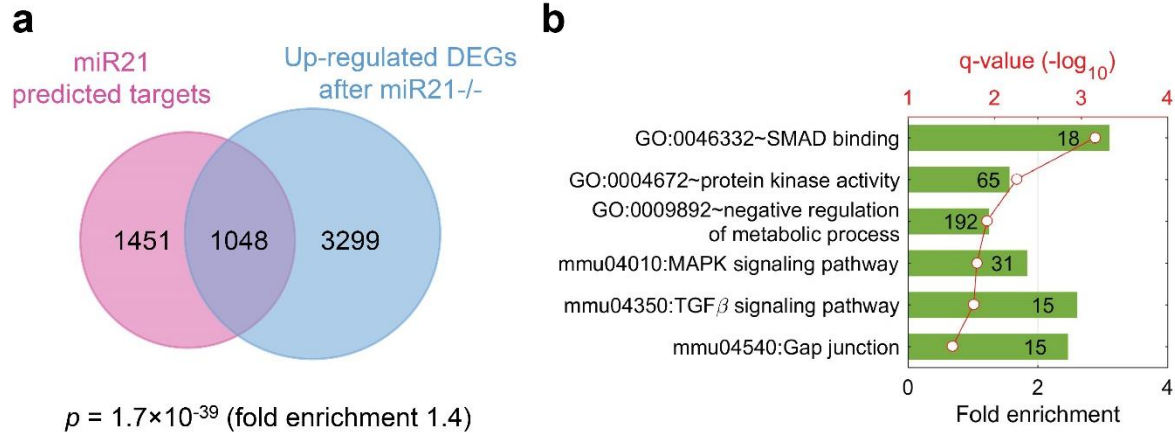 a
miR21
predicted targets
Up-regulated DEGs
after miR21-/-
1451
1048
3299
p = 1.7×10⁻³⁹ (fold enrichment 1.4)
b
q-value (-log₁₀)
1
2
3
4
GO:0046332~SMAD binding
18
GO:0004672~protein kinase activity
65
GO:0009892~negative regulation
of metabolic process
192
mmu04010:MAPK signaling pathway
31
mmu04350:TGFβ signaling pathway
15
mmu04540:Gap junction
15
0
2
4
Fold enrichment